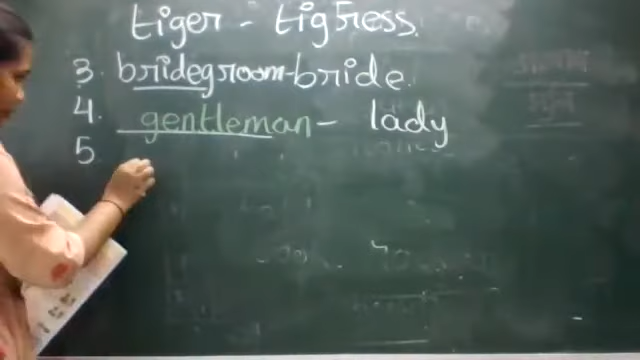 tiger - tigress.
3. bridegroom - bride.
4. gentleman - lady
5